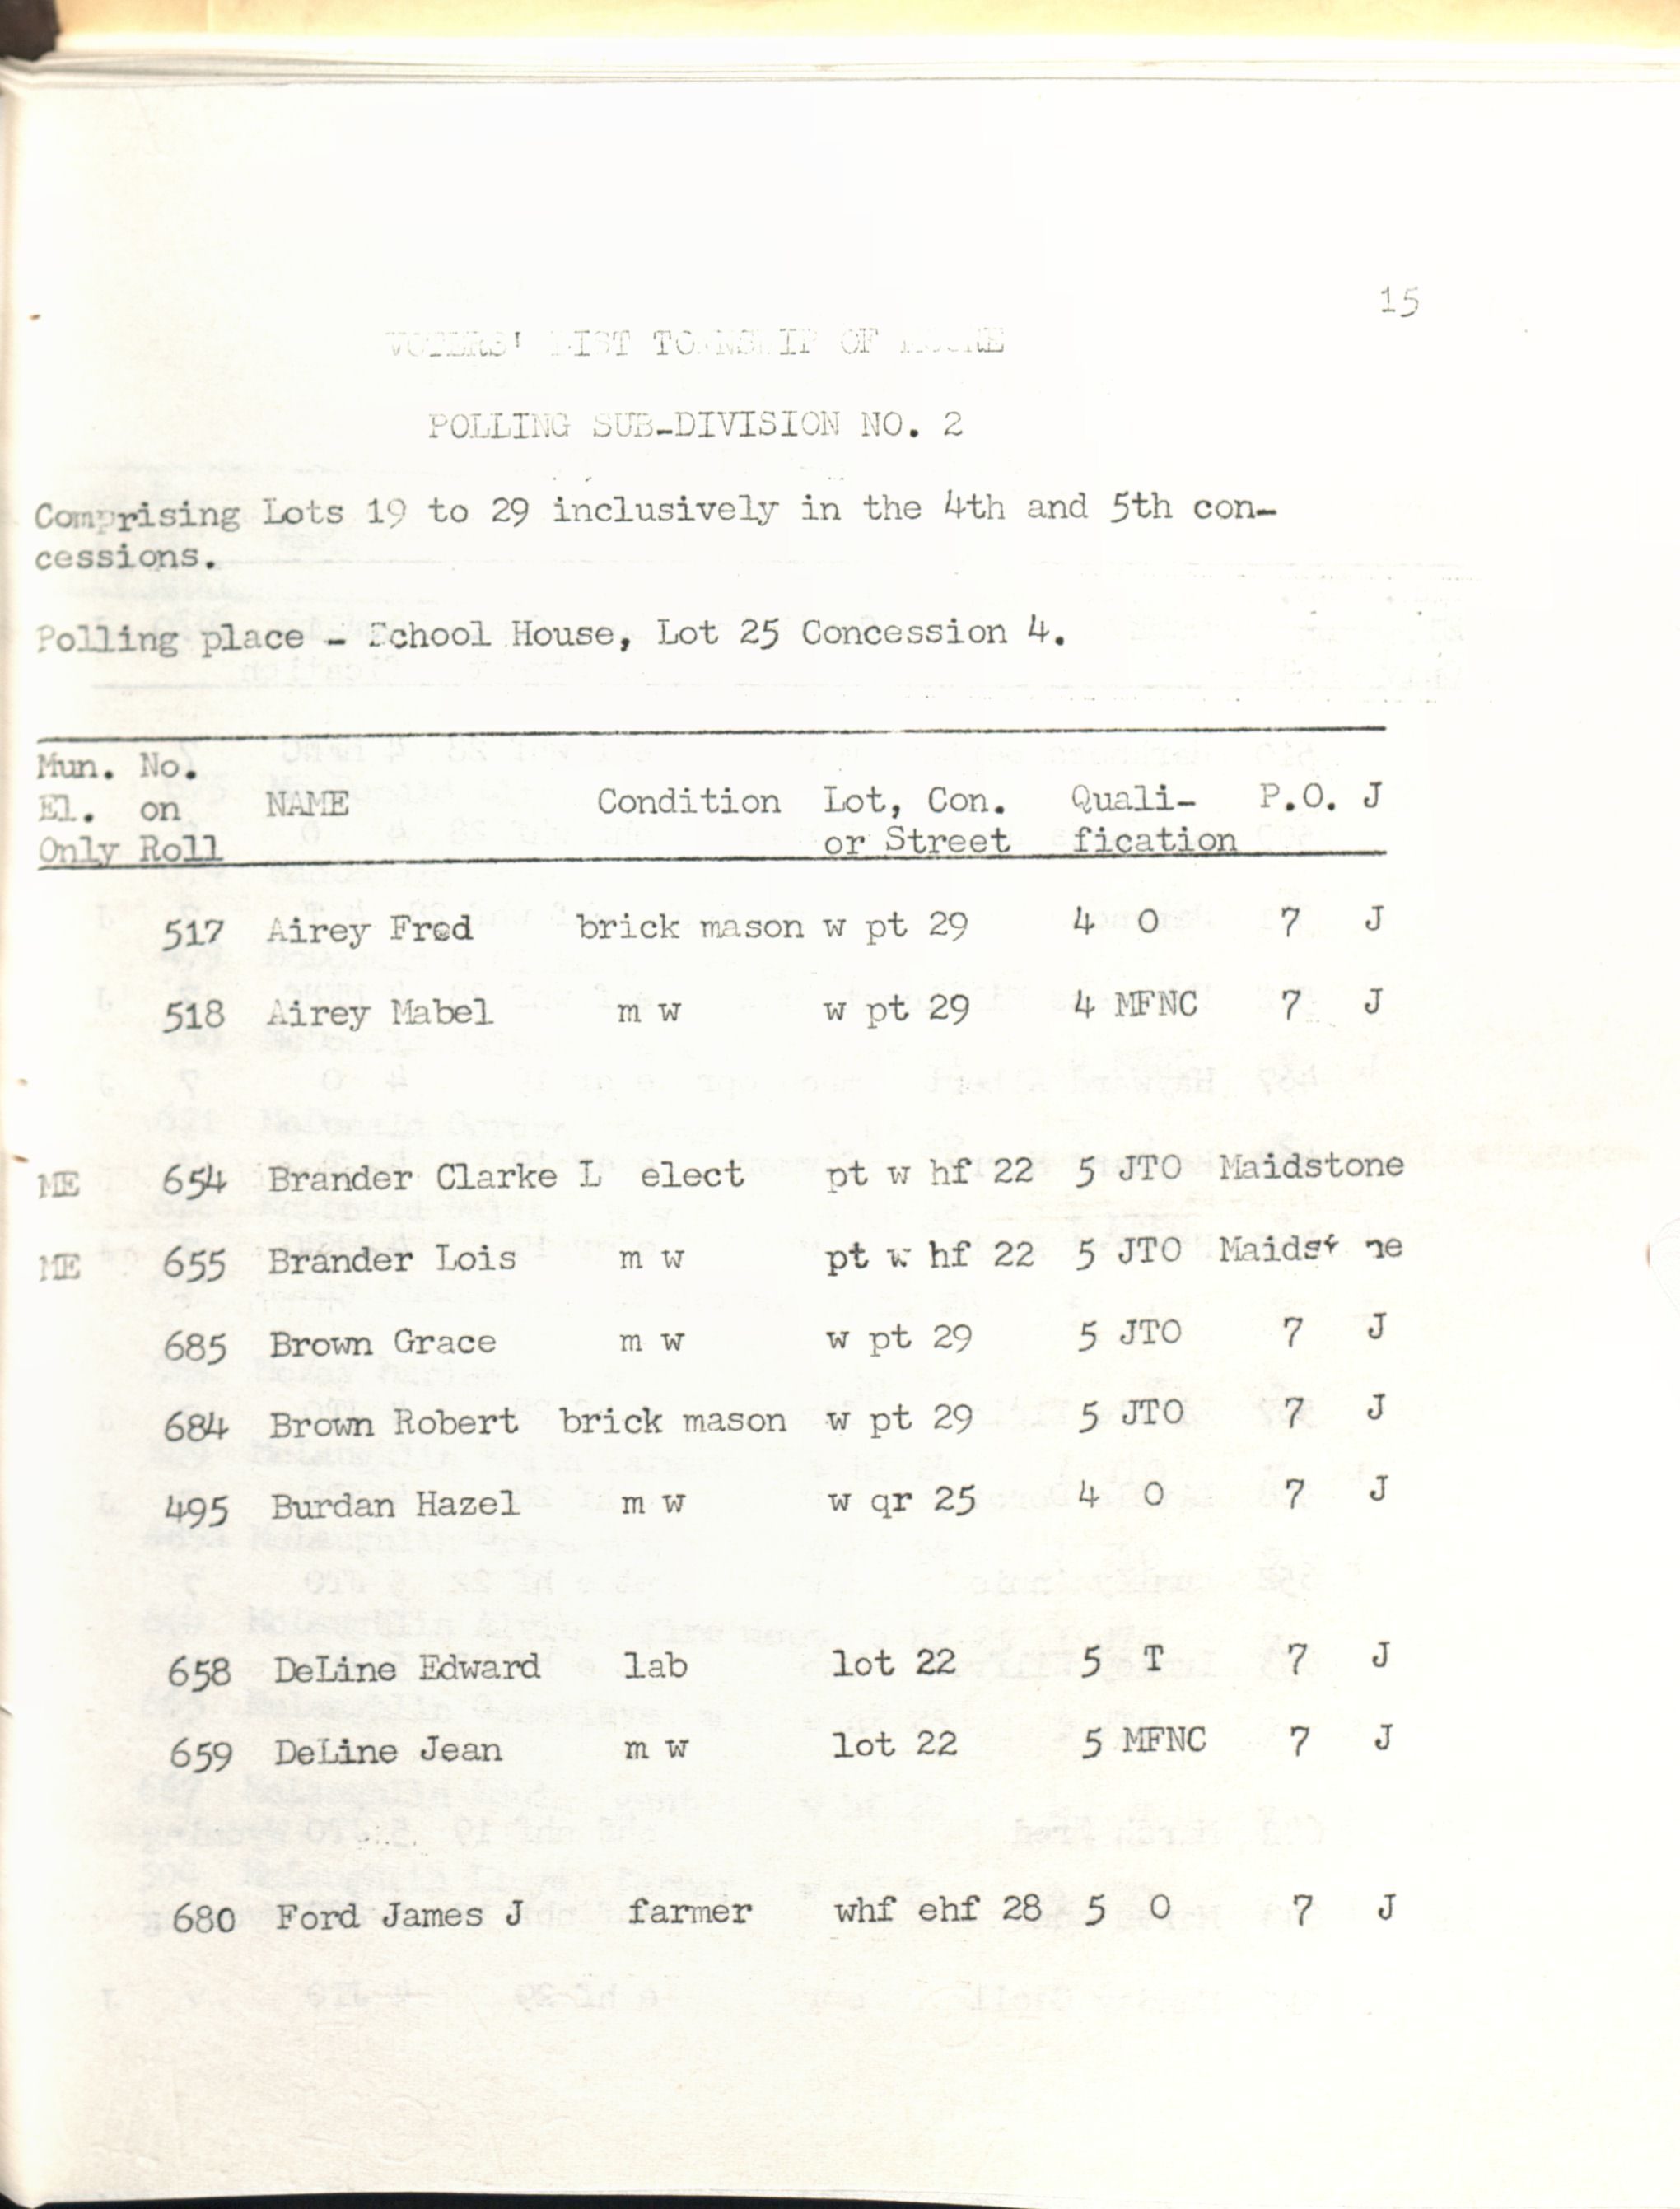 15
VOTERS' LIST TOWNSHIP OF MOORE
POLLING SUB-DIVISION NO. 2
Comprising Lots 19 to 29 inclusively in the 4th and 5th con-
cessions.
Polling place - School House, Lot 25 Concession 4.
Mun. No.
El. on NAME Condition Lot, Con. Quali- P.O. J
Only Roll or Street fication
517 Airey Fred brick mason w pt 29 4 O 7 J
518 Airey Mabel m w w pt 29 4 MFNC 7 J
ME 654 Brander Clarke L elect pt w hf 22 5 JTO Maidstone
ME 655 Brander Lois m w pt w hf 22 5 JTO Maidstone
685 Brown Grace m w w pt 29 5 JTO 7 J
684 Brown Robert brick mason w pt 29 5 JTO 7 J
495 Burdan Hazel m w w qr 25 4 O 7 J
658 DeLine Edward lab lot 22 5 T 7 J
659 DeLine Jean m w lot 22 5 MFNC 7 J
680 Ford James J farmer whf ehf 28 5 O 7 J